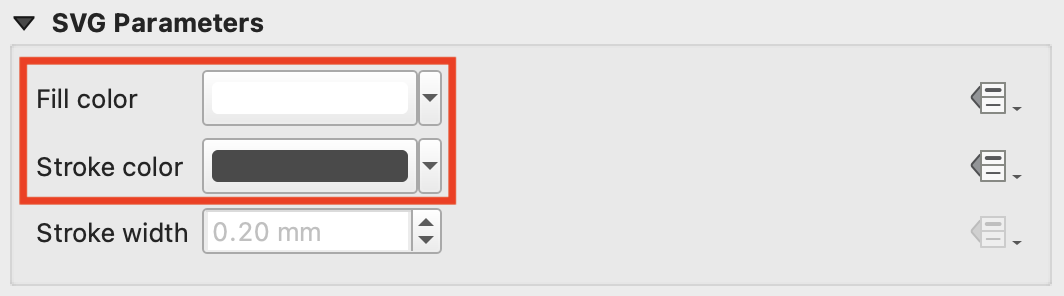 SVG Parameters
Fill color
Stroke color
Stroke width 0.20 mm